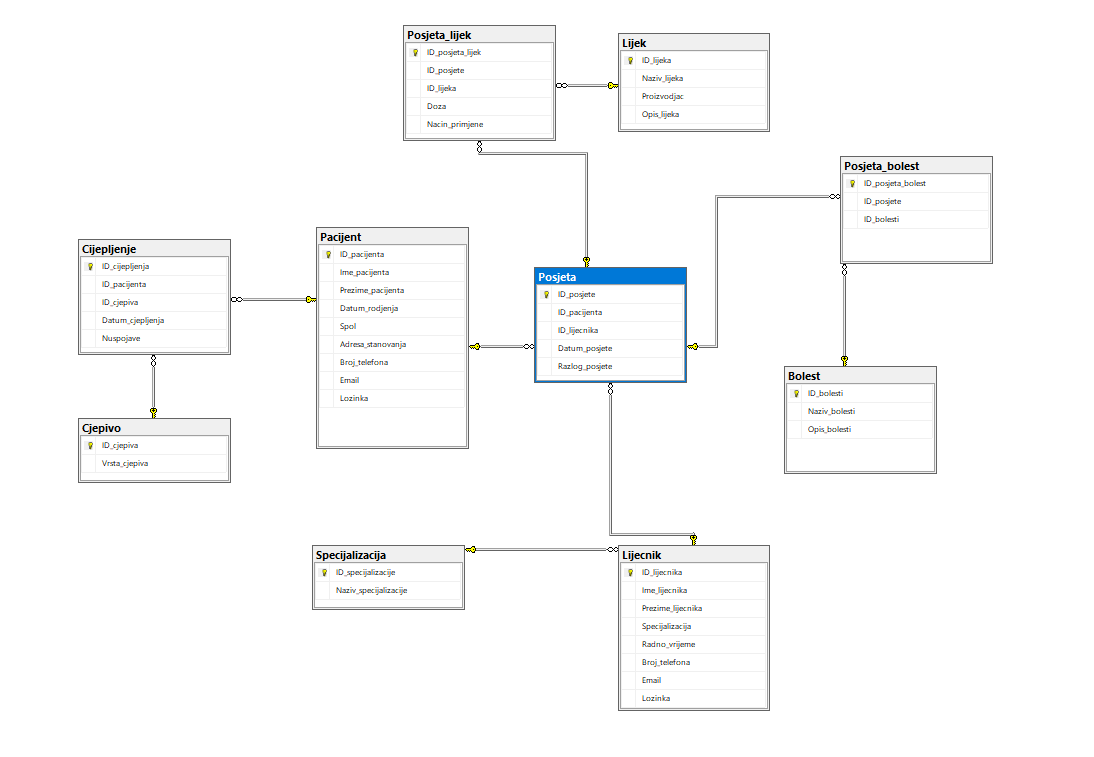 Posjeta_lijek
ID_posjeta_lijek
ID_posjete
ID_lijeka
Doza
Nacin_primjene
Lijek
ID_lijeka
Naziv_lijeka
Proizvodjac
Opis_lijeka
Posjeta_bolest
ID_posjeta_bolest
ID_posjete
ID_bolesti
Cijepljenje
ID_cijepljenja
ID_pacijenta
ID_cjepiva
Datum_cjepljenja
Nuspojave
Pacijent
ID_pacijenta
Ime_pacijenta
Prezime_pacijenta
Datum_rodjenja
Spol
Adresa_stanovanja
Broj_telefona
Email
Lozinka
Posjeta
ID_posjete
ID_pacijenta
ID_lijecnika
Datum_posjete
Razlog_posjete
Bolest
ID_bolesti
Naziv_bolesti
Opis_bolesti
Cjepivo
ID_cjepiva
Vrsta_cjepiva
Specijalizacija
ID_specijalizacije
Naziv_specijalizacije
Lijecnik
ID_lijecnika
Ime_lijecnika
Prezime_lijecnika
Specijalizacija
Radno_vrijeme
Broj_telefona
Email
Lozinka